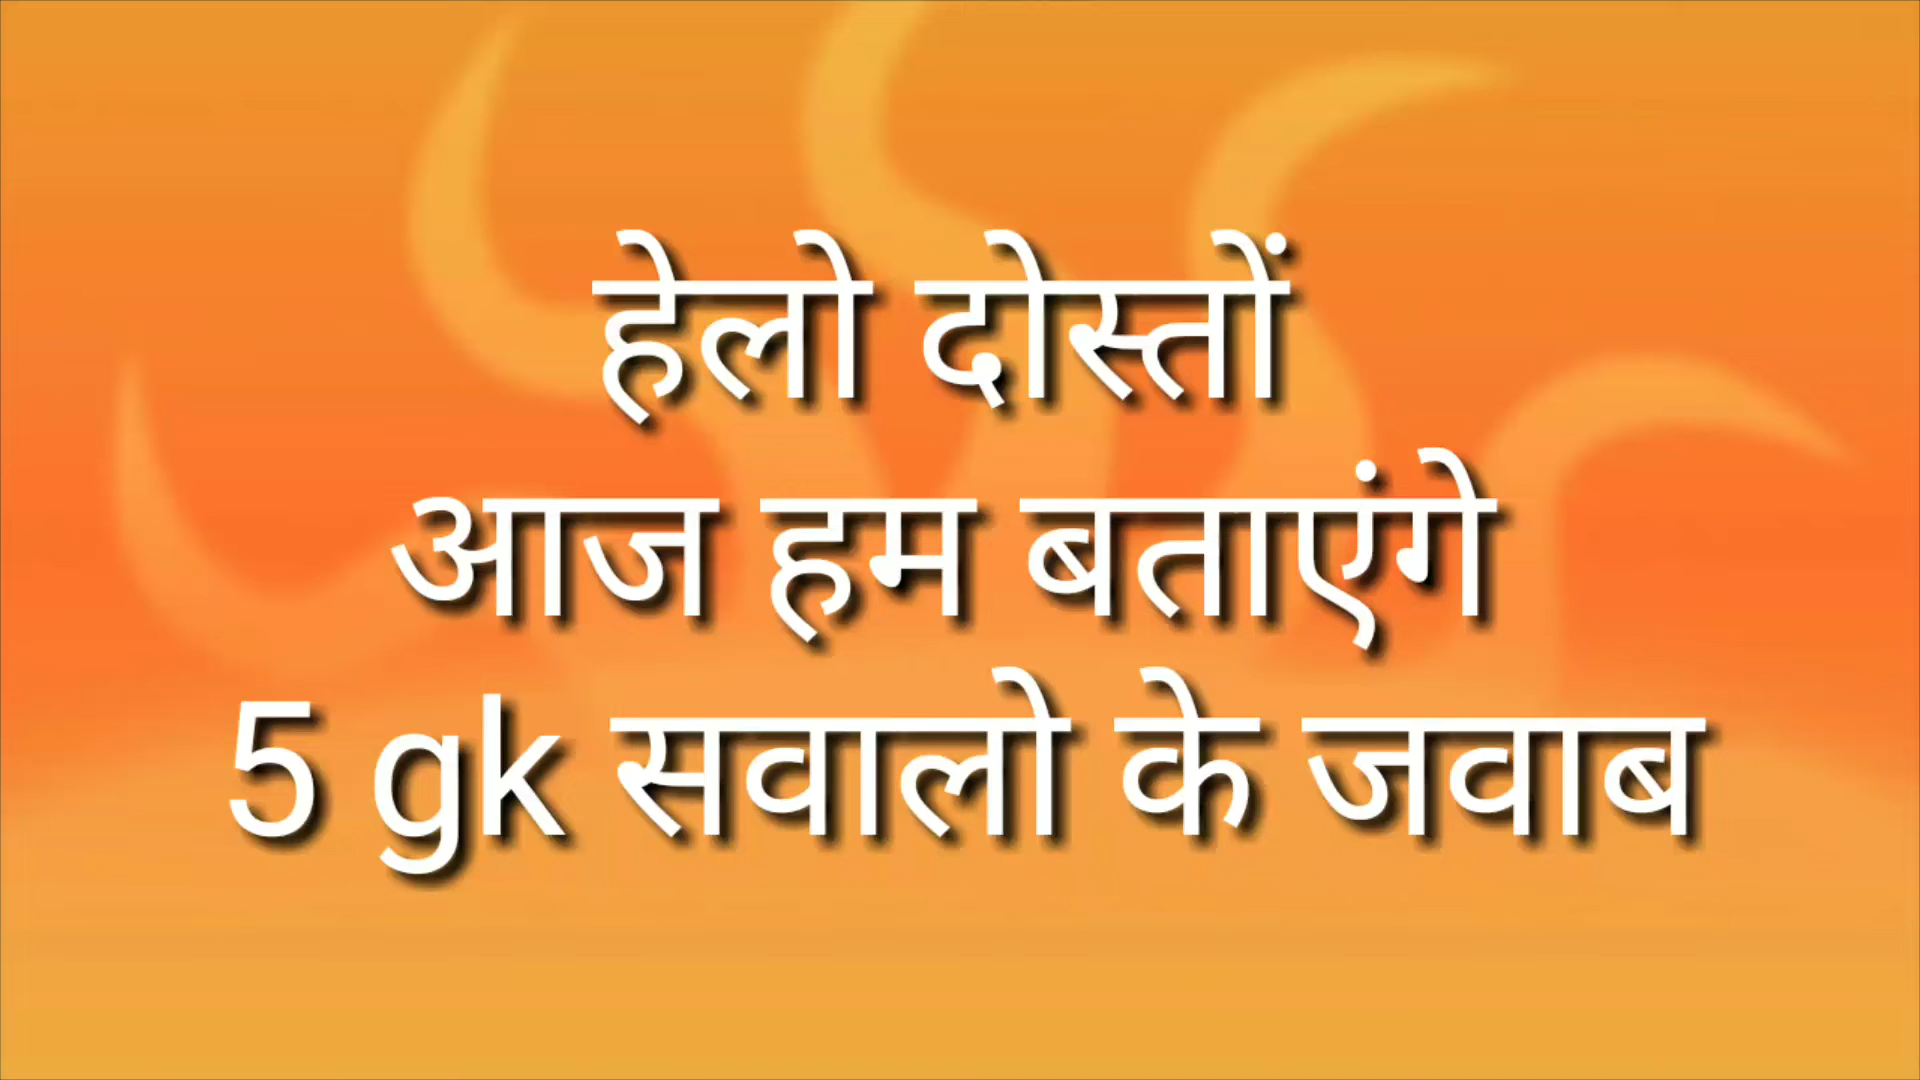 हेलो दोस्तों
आज हम बताएंगे
5 gk सवालो के जवाब